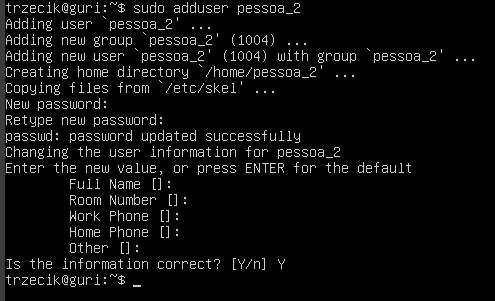 trzecik@guri:~$ sudo adduser pessoa_2
Adding user `pessoa_2' ...
Adding new group `pessoa_2' (1004) ...
Adding new user `pessoa_2' (1004) with group `pessoa_2' ...
Creating home directory `/home/pessoa_2' ...
Copying files from `/etc/skel' ...
New password:
Retype new password:
passwd: password updated successfully
Changing the user information for pessoa_2
Enter the new value, or press ENTER for the default
        Full Name []:
        Room Number []:
        Work Phone []:
        Home Phone []:
        Other []:
Is the information correct? [Y/n]  Y
trzecik@guri:~$ _